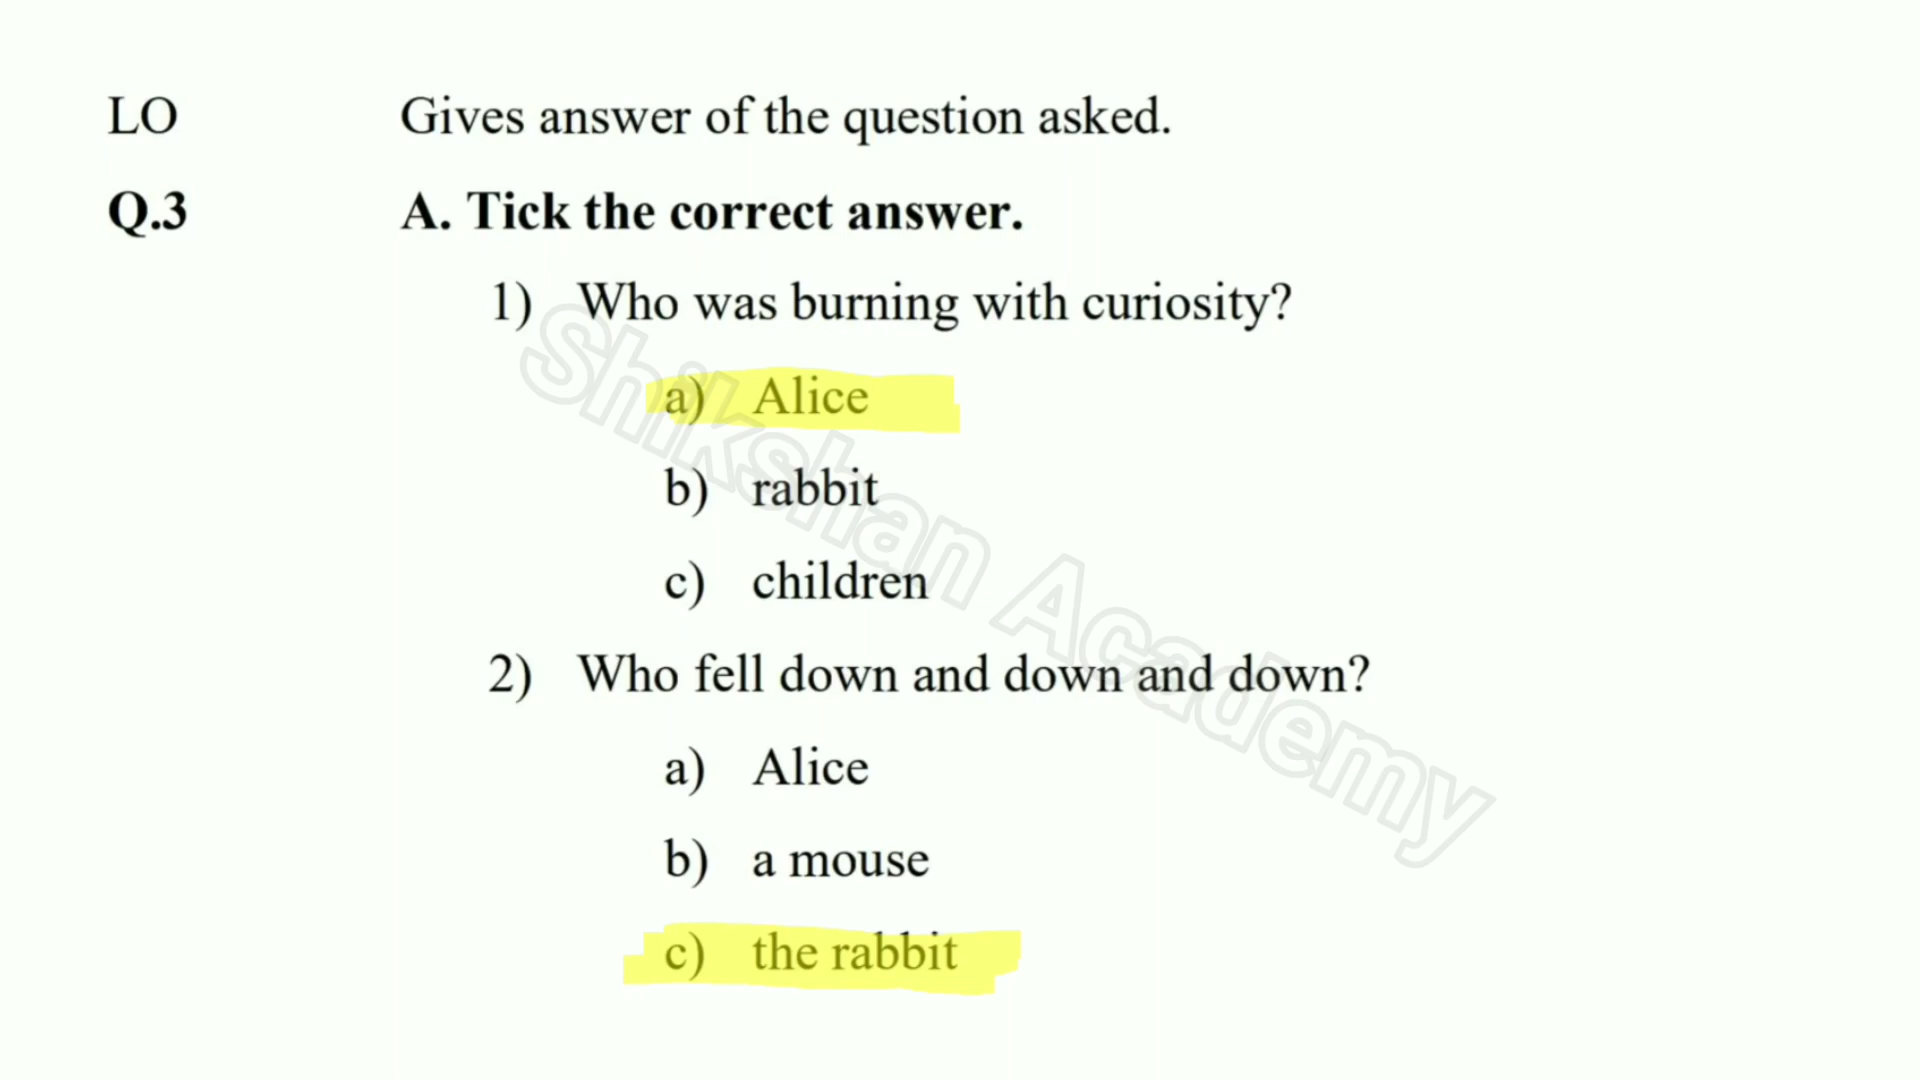 LO Gives answer of the question asked.
Q.3 A. Tick the correct answer.
1) Who was burning with curiosity?
a) Alice
b) rabbit
c) children
2) Who fell down and down and down?
a) Alice
b) a mouse
c) the rabbit
Shikshan Academy